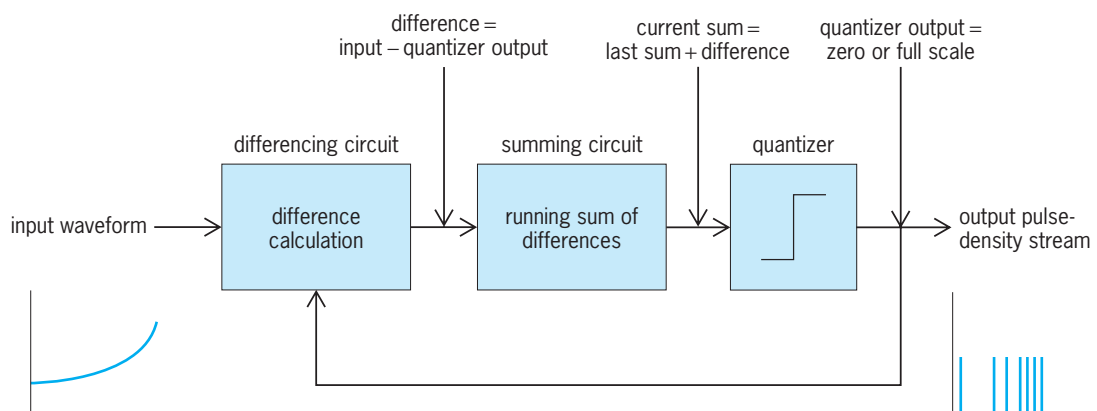 difference =
input – quantizer output
current sum =
last sum + difference
quantizer output =
zero or full scale
differencing circuit
summing circuit
quantizer
input waveform
difference
calculation
running sum of
differences
output pulse-
density stream